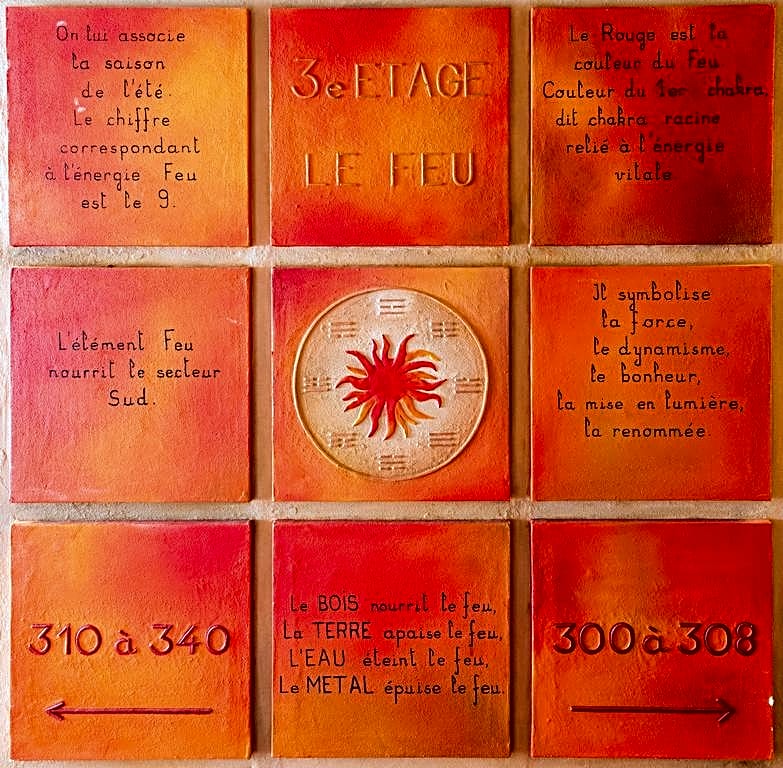 On lui associe
la saison
de l'été.
Le chiffre
correspondant
à l'énergie Feu
est le 9.
3e ETAGE
LE FEU
Le Rouge est la
couleur du Feu
Couleur du 1er chakra,
dit chakra racine
relié à l'énergie
vitale.
L'élément Feu
nourrit le secteur
Sud.
Il symbolise
la force,
le dynamisme,
le bonheur,
la mise en lumière,
la renommée.
310 à 340
Le BOIS nourrit le feu,
La TERRE apaise le feu,
L'EAU éteint le feu,
Le METAL épuise le feu.
300 à 308